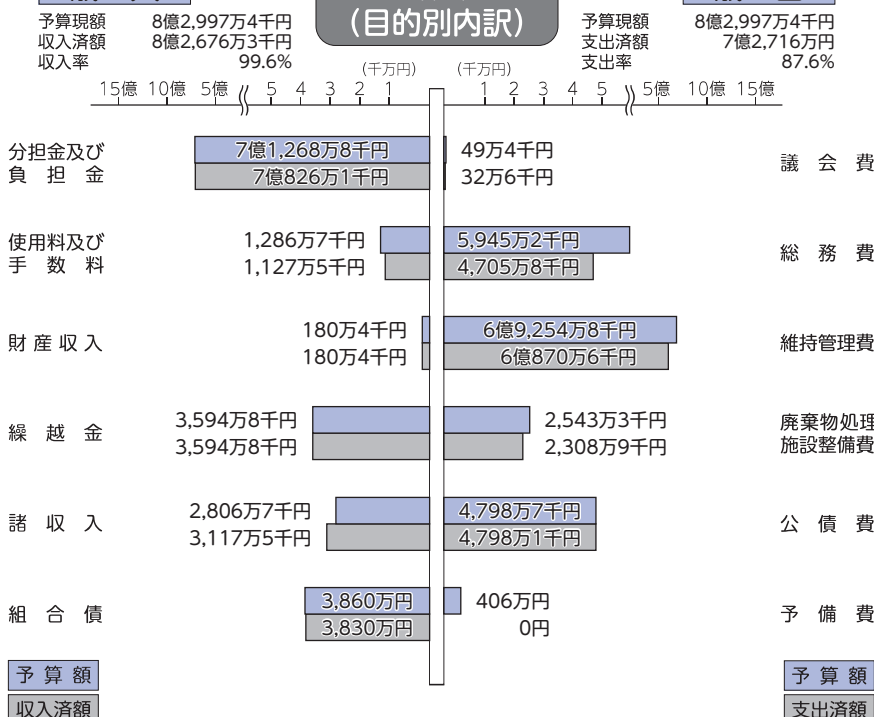 （目的別内訳）
予算現額 8億2,997万4千円
収入済額 8億2,676万3千円
収入率 99.6%
予算現額 8億2,997万4千円
支出済額 7億2,716万円
支出率 87.6%
（千万円） （千万円）
15億 10億 5億 5 4 3 2 1 1 2 3 4 5 5億 10億 15億
分担金及び
負担金
7億1,268万8千円
7億826万1千円
49万4千円
32万6千円
議会費
使用料及び
手数料
1,286万7千円
1,127万5千円
5,945万2千円
4,705万8千円
総務費
財産収入
180万4千円
180万4千円
6億9,254万8千円
6億870万6千円
維持管理費
繰越金
3,594万8千円
3,594万8千円
2,543万3千円
2,308万9千円
廃棄物処理
施設整備費
諸収入
2,806万7千円
3,117万5千円
4,798万7千円
4,798万1千円
公債費
組合債
3,860万円
3,830万円
406万円
0円
予備費
予算額
収入済額
予算額
支出済額